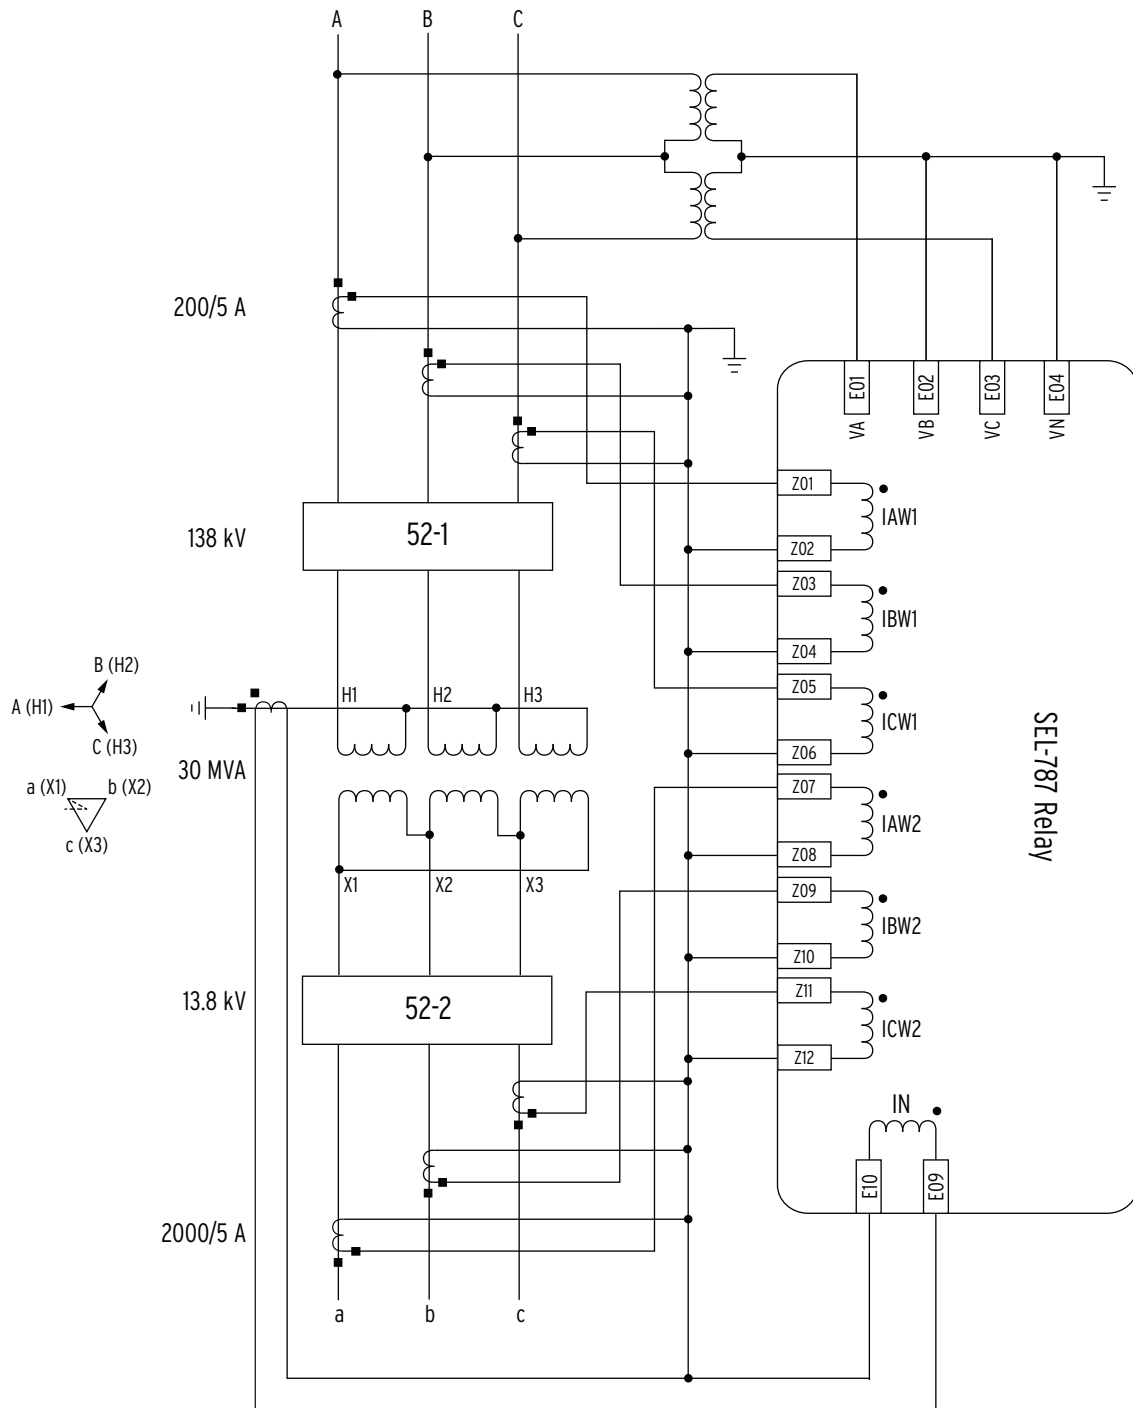 A
B
C
200/5 A
E01
E02
E03
E04
VA
VB
VC
VN
Z01
IAW1
138 kV
52-1
Z02
Z03
IBW1
Z04
B (H2)
A (H1)
C (H3)
H1
H2
H3
Z05
ICW1
Z06
SEL-787 Relay
30 MVA
a (X1)
b (X2)
c (X3)
Z07
IAW2
Z08
X1
X2
X3
Z09
IBW2
Z10
13.8 kV
52-2
Z11
ICW2
Z12
IN
E10
E09
2000/5 A
a
b
c